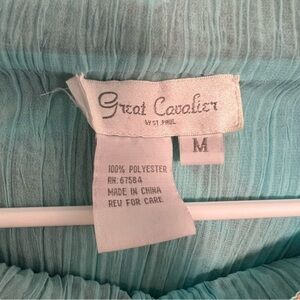 Great Cavalier
BY ST. PAUL
M
100% POLYESTER
RN. 67584
MADE IN CHINA
REV FOR CARE